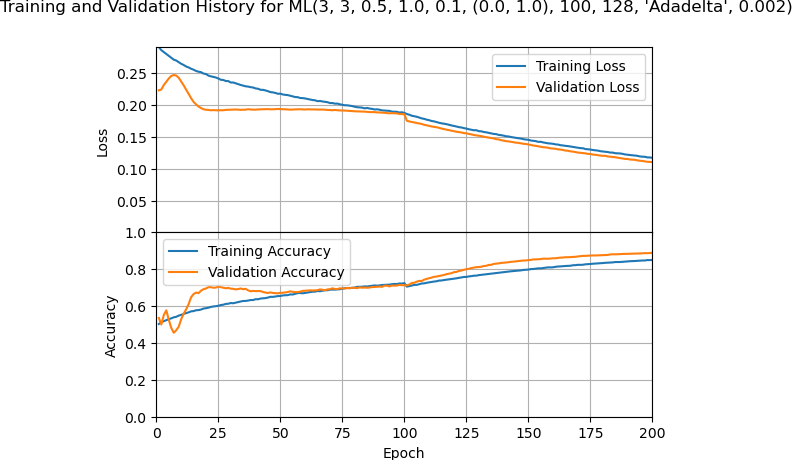 Training and Validation History for ML(3, 3, 0.5, 1.0, 0.1, (0.0, 1.0), 100, 128, 'Adadelta', 0.002)
0.25
0.20
0.15
0.10
0.05
Loss
Training Loss
Validation Loss
1.0
0.8
0.6
0.4
0.2
0.0
Accuracy
Training Accuracy
Validation Accuracy
0 25 50 75 100 125 150 175 200
Epoch